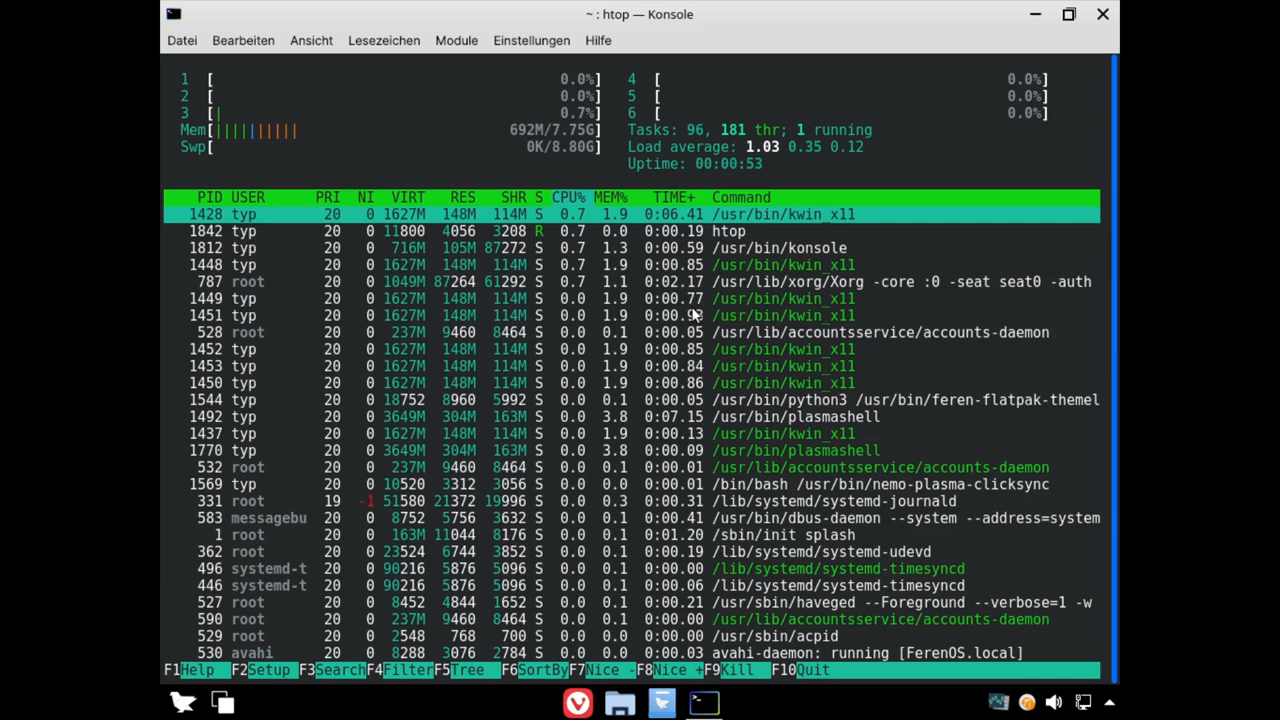 ~ : htop — Konsole
Datei Bearbeiten Ansicht Lesezeichen Module Einstellungen Hilfe
1 [ 0.0%] 4 [ 0.0%]
2 [ 0.0%] 5 [ 0.0%]
3 [| 0.7%] 6 [ 0.0%]
Mem[|||||||||| 692M/7.75G] Tasks: 96, 181 thr; 1 running
Swp[ 0K/8.80G] Load average: 1.03 0.35 0.12
Uptime: 00:00:53
PID USER PRI NI VIRT RES SHR S CPU% MEM% TIME+ Command
1428 typ 20 0 1627M 148M 114M S 0.7 1.9 0:06.41 /usr/bin/kwin_x11
1842 typ 20 0 11800 4056 3208 R 0.7 0.0 0:00.19 htop
1812 typ 20 0 716M 105M 87272 S 0.7 1.3 0:00.59 /usr/bin/konsole
1448 typ 20 0 1627M 148M 114M S 0.7 1.9 0:00.85 /usr/bin/kwin_x11
787 root 20 0 1049M 87264 61292 S 0.7 1.1 0:02.17 /usr/lib/xorg/Xorg -core :0 -seat seat0 -auth
1449 typ 20 0 1627M 148M 114M S 0.0 1.9 0:00.77 /usr/bin/kwin_x11
1451 typ 20 0 1627M 148M 114M S 0.0 1.9 /usr/bin/kwin_x11
528 root 20 0 237M 9460 8464 S 0.0 0.1 0:00.05 /usr/lib/accountsservice/accounts-daemon
1452 typ 20 0 1627M 148M 114M S 0.0 1.9 0:00.85 /usr/bin/kwin_x11
1453 typ 20 0 1627M 148M 114M S 0.0 1.9 0:00.84 /usr/bin/kwin_x11
1450 typ 20 0 1627M 148M 114M S 0.0 1.9 0:00.86 /usr/bin/kwin_x11
1544 typ 20 0 18752 8960 5992 S 0.0 0.1 0:00.05 /usr/bin/python3 /usr/bin/feren-flatpak-themel
1492 typ 20 0 3649M 304M 163M S 0.0 3.8 0:07.15 /usr/bin/plasmashell
1437 typ 20 0 1627M 148M 114M S 0.0 1.9 0:00.13 /usr/bin/kwin_x11
1770 typ 20 0 3649M 304M 163M S 0.0 3.8 0:00.09 /usr/bin/plasmashell
532 root 20 0 237M 9460 8464 S 0.0 0.1 0:00.01 /usr/lib/accountsservice/accounts-daemon
1569 typ 20 0 10520 3312 3056 S 0.0 0.0 0:00.01 /bin/bash /usr/bin/nemo-plasma-clicksync
331 root 19 -1 51580 21372 19996 S 0.0 0.3 0:00.31 /lib/systemd/systemd-journald
583 messagebu 20 0 8752 5756 3632 S 0.0 0.1 0:00.41 /usr/bin/dbus-daemon --system --address=system
1 root 20 0 163M 11044 8176 S 0.0 0.1 0:01.20 /sbin/init splash
362 root 20 0 23524 6744 3852 S 0.0 0.1 0:00.19 /lib/systemd/systemd-udevd
496 systemd-t 20 0 90216 5876 5096 S 0.0 0.1 0:00.00 /lib/systemd/systemd-timesyncd
446 systemd-t 20 0 90216 5876 5096 S 0.0 0.1 0:00.06 /lib/systemd/systemd-timesyncd
527 root 20 0 8452 4844 1652 S 0.0 0.1 0:00.21 /usr/sbin/haveged --Foreground --verbose=1 -w
590 root 20 0 237M 9460 8464 S 0.0 0.1 0:00.00 /usr/lib/accountsservice/accounts-daemon
529 root 20 0 2548 768 700 S 0.0 0.0 0:00.00 /usr/sbin/acpid
530 avahi 20 0 8288 3076 2784 S 0.0 0.0 0:00.03 avahi-daemon: running [FerenOS.local]
F1Help F2Setup F3SearchF4FilterF5Tree F6SortByF7Nice -F8Nice +F9Kill F10Quit